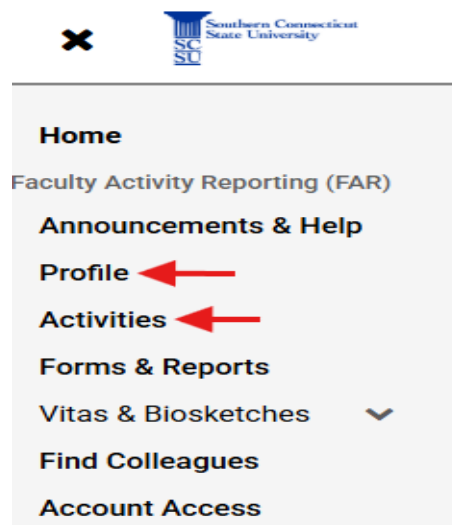 Southern Connecticut
State University
SC
SU
Home
Faculty Activity Reporting (FAR)
Announcements & Help
Profile
Activities
Forms & Reports
Vitas & Biosketches
Find Colleagues
Account Access